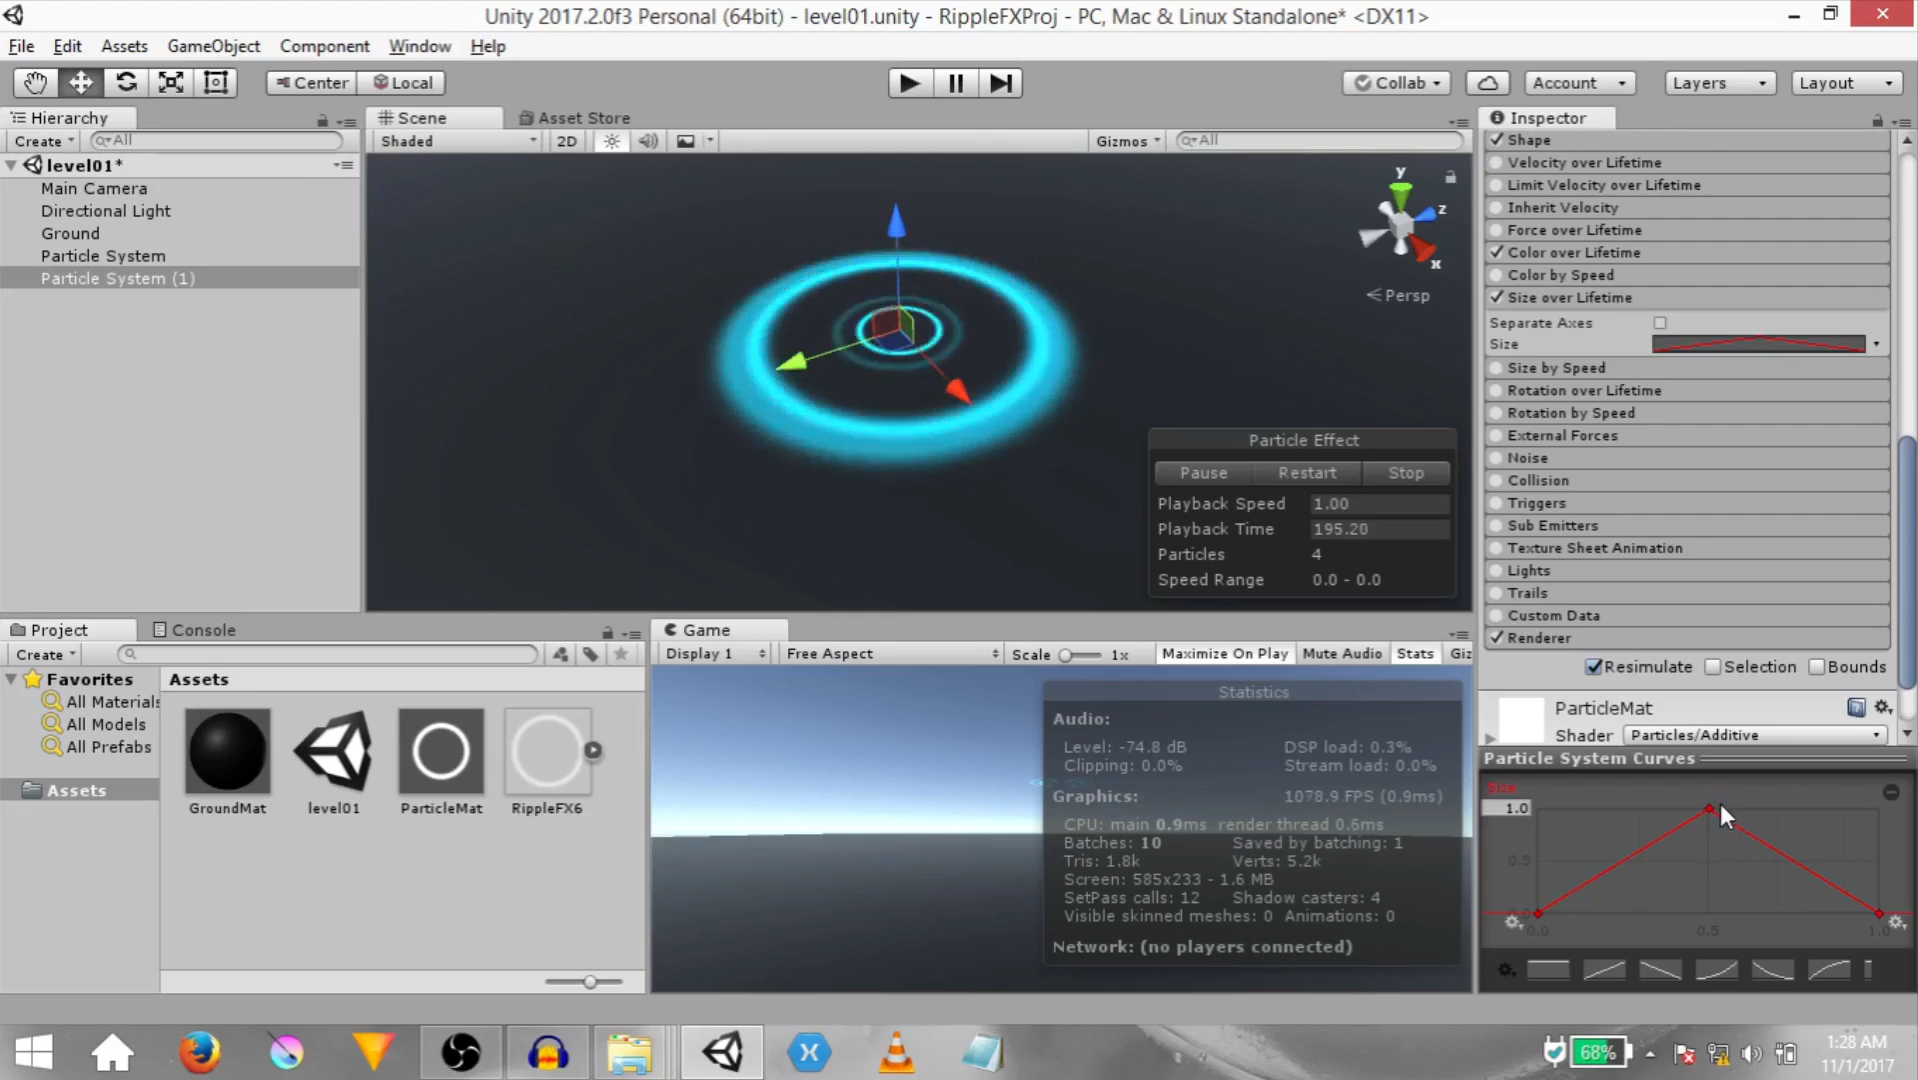 Unity 2017.2.0f3 Personal (64bit) - level01.unity - RippleFXProj - PC, Mac & Linux Standalone* <DX11>
File Edit Assets GameObject Component Window Help
Center Local Collab Account Layers Layout
Hierarchy
Create All
level01*
Main Camera
Directional Light
Ground
Particle System
Particle System (1)
Scene Asset Store
Shaded 2D Gizmos All
y
z
x
Persp
Particle Effect
Pause Restart Stop
Playback Speed 1.00
Playback Time 195.20
Particles 4
Speed Range 0.0 - 0.0
Inspector
Shape
Velocity over Lifetime
Limit Velocity over Lifetime
Inherit Velocity
Force over Lifetime
Color over Lifetime
Color by Speed
Size over Lifetime
Separate Axes
Size
Size by Speed
Rotation over Lifetime
Rotation by Speed
External Forces
Noise
Collision
Triggers
Sub Emitters
Texture Sheet Animation
Lights
Trails
Custom Data
Renderer
Resimulate Selection Bounds
ParticleMat
Shader Particles/Additive
Particle System Curves
Size
1.0
0.5
0.0
0.0 0.5 1.0
Project Console
Create
Favorites
All Materials
All Models
All Prefabs
Assets
Assets
GroundMat level01 ParticleMat RippleFX6
Game
Display 1 Free Aspect Scale 1x Maximize On Play Mute Audio Stats Giz
Statistics
Audio:
Level: -74.8 dB DSP load: 0.3%
Clipping: 0.0% Stream load: 0.0%
Graphics: 1078.9 FPS (0.9ms)
CPU: main 0.9ms render thread 0.6ms
Batches: 10 Saved by batching: 1
Tris: 1.8k Verts: 5.2k
Screen: 585x233 - 1.6 MB
SetPass calls: 12 Shadow casters: 4
Visible skinned meshes: 0 Animations: 0
Network: (no players connected)
68%
1:28 AM
11/1/2017